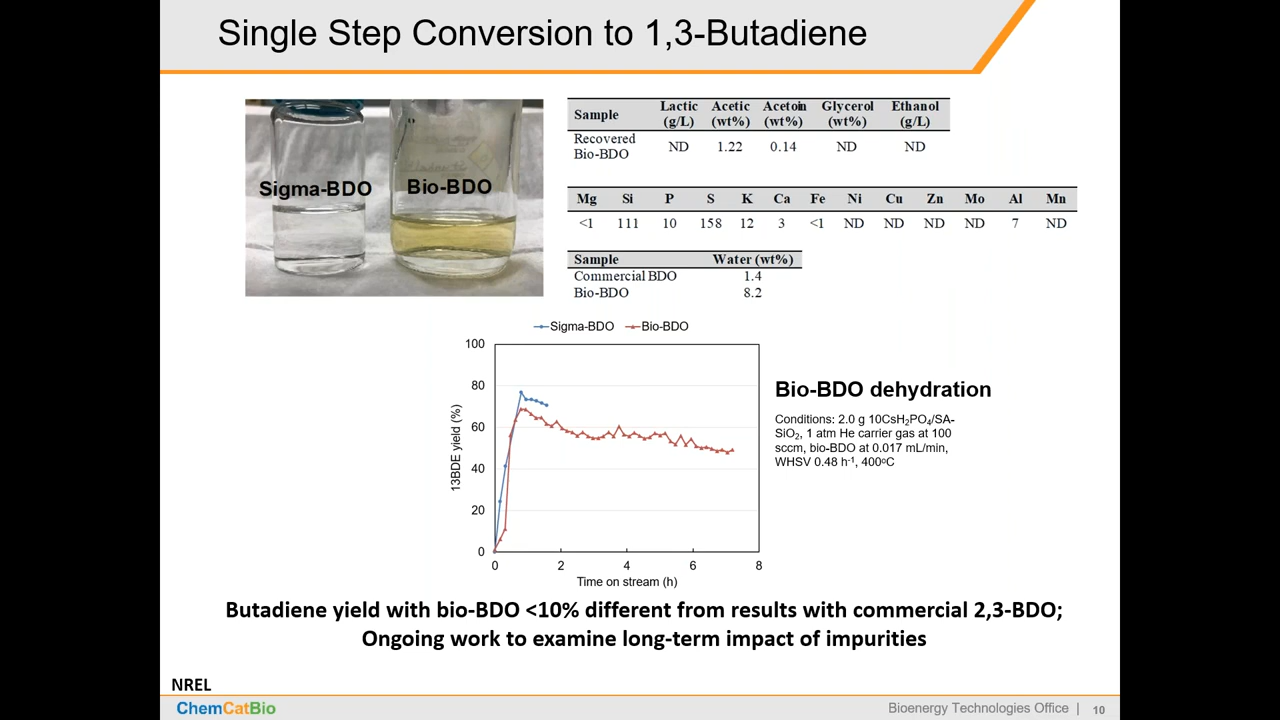 Single Step Conversion to 1,3-Butadiene
Sigma-BDO
Bio-BDO
Sample Lactic (g/L) Acetic (wt%) Acetoin (wt%) Glycerol (wt%) Ethanol (g/L)
Recovered Bio-BDO ND 1.22 0.14 ND ND
Mg Si P S K Ca Fe Ni Cu Zn Mo Al Mn
<1 111 10 158 12 3 <1 ND ND ND ND 7 ND
Sample Water (wt%)
Commercial BDO 1.4
Bio-BDO 8.2
Sigma-BDO Bio-BDO
100
80
60
40
20
0
13BDE yield (%)
0 2 4 6 8
Time on stream (h)
Bio-BDO dehydration
Conditions: 2.0 g 10CsH₂PO₄/SA-
SiO₂, 1 atm He carrier gas at 100
sccm, bio-BDO at 0.017 mL/min,
WHSV 0.48 h⁻¹, 400ºC
Butadiene yield with bio-BDO <10% different from results with commercial 2,3-BDO;
Ongoing work to examine long-term impact of impurities
NREL
ChemCatBio
Bioenergy Technologies Office | 10